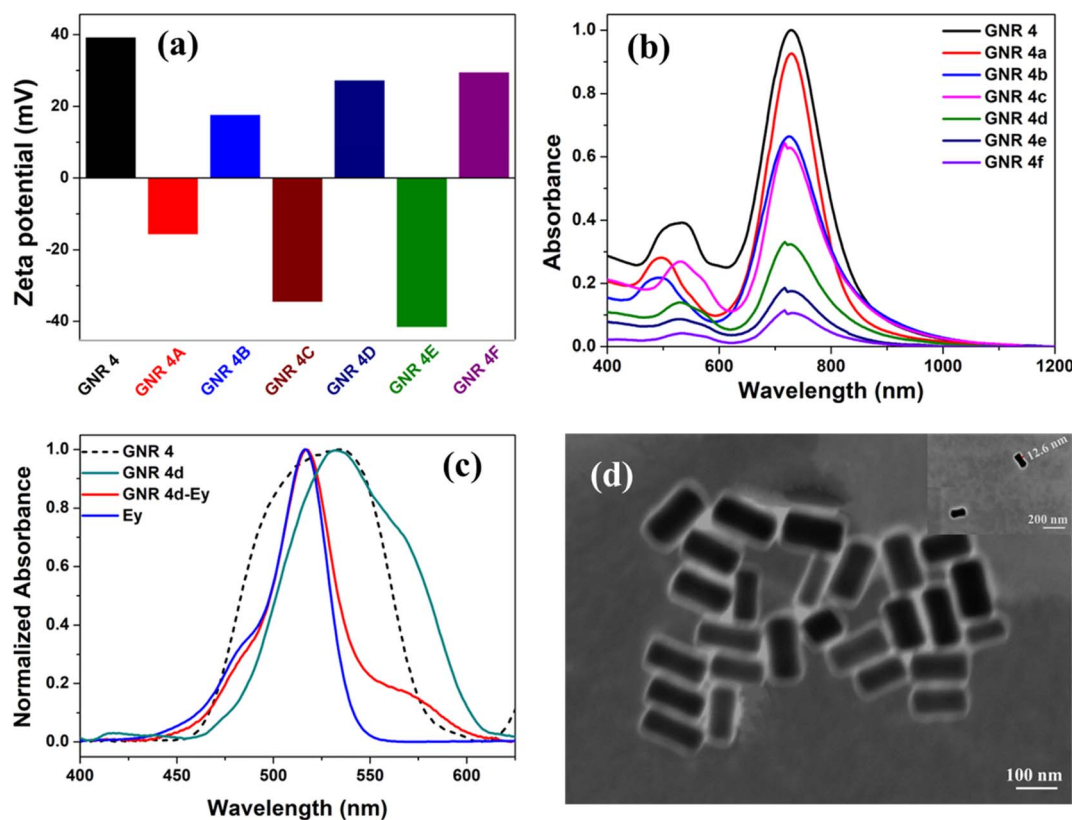 (a)
Zeta potential (mV)
40
20
0
-20
-40
GNR 4
GNR 4A
GNR 4B
GNR 4C
GNR 4D
GNR 4E
GNR 4F
(b)
Absorbance
1.0
0.8
0.6
0.4
0.2
0.0
400
600
800
1000
1200
Wavelength (nm)
GNR 4
GNR 4a
GNR 4b
GNR 4c
GNR 4d
GNR 4e
GNR 4f
(c)
Normalized Absorbance
1.0
0.8
0.6
0.4
0.2
0.0
400
450
500
550
600
Wavelength (nm)
GNR 4
GNR 4d
GNR 4d-Ey
Ey
(d)
12.6 nm
200 nm
100 nm